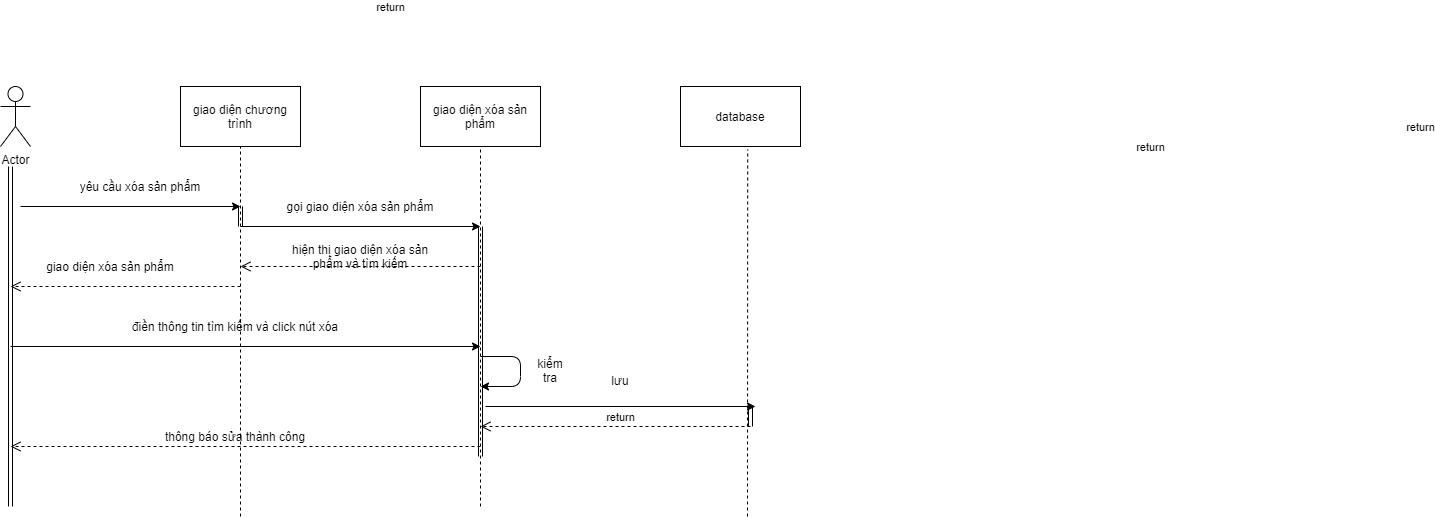 return
giao diện chương
trình
giao diện xóa sản
phẩm
database
return
return
Actor
yêu cầu xóa sản phẩm
gọi giao diện xóa sản phẩm
hiện thị giao diện xóa sản
phẩm và tìm kiếm
giao diện xóa sản phẩm
điền thông tin tìm kiếm và click nút xóa
kiểm
tra
lưu
return
thông báo sửa thành công